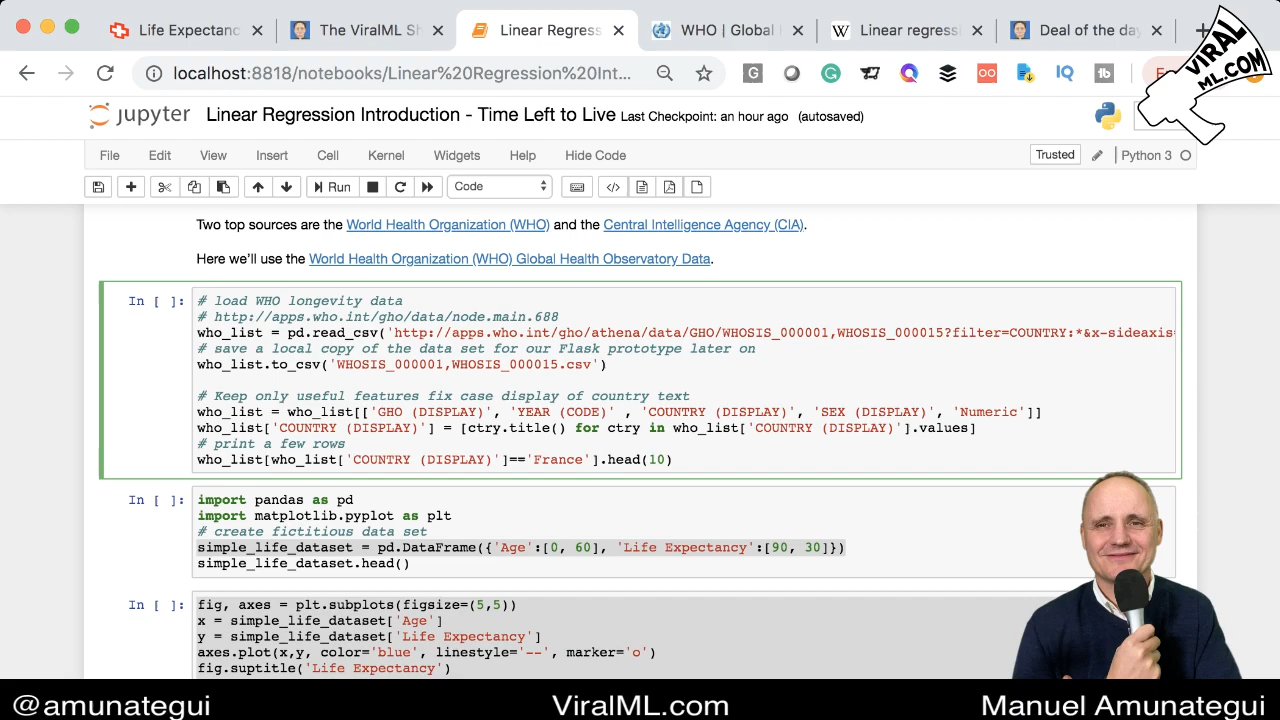 Life Expectanc
The ViralML Sh
Linear Regress
WHO | Global I
Linear regressi
Deal of the day
VIRAL
ML.COM
localhost:8818/notebooks/Linear%20Regression%20Int...
jupyter
Linear Regression Introduction - Time Left to Live Last Checkpoint: an hour ago (autosaved)
File Edit View Insert Cell Kernel Widgets Help Hide Code
Trusted
Python 3
Run
Code
Two top sources are the World Health Organization (WHO) and the Central Intelligence Agency (CIA).
Here we'll use the World Health Organization (WHO) Global Health Observatory Data.
In [ ]:
# load WHO longevity data
# http://apps.who.int/gho/data/node.main.688
who_list = pd.read_csv('http://apps.who.int/gho/athena/data/GHO/WHOSIS_000001,WHOSIS_000015?filter=COUNTRY:*&x-sideaxis=
# save a local copy of the data set for our Flask prototype later on
who_list.to_csv('WHOSIS_000001,WHOSIS_000015.csv')
# Keep only useful features fix case display of country text
who_list = who_list[['GHO (DISPLAY)', 'YEAR (CODE)' , 'COUNTRY (DISPLAY)', 'SEX (DISPLAY)', 'Numeric']]
who_list['COUNTRY (DISPLAY)'] = [ctry.title() for ctry in who_list['COUNTRY (DISPLAY)'].values]
# print a few rows
who_list[who_list['COUNTRY (DISPLAY)']=='France'].head(10)
In [ ]:
import pandas as pd
import matplotlib.pyplot as plt
# create fictitious data set
simple_life_dataset = pd.DataFrame({'Age':[0, 60], 'Life Expectancy':[90, 30]})
simple_life_dataset.head()
In [ ]:
fig, axes = plt.subplots(figsize=(5,5))
x = simple_life_dataset['Age']
y = simple_life_dataset['Life Expectancy']
axes.plot(x,y, color='blue', linestyle='--', marker='o')
fig.suptitle('Life Expectancy')
@amunategui
ViralML.com
Manuel Amunategui